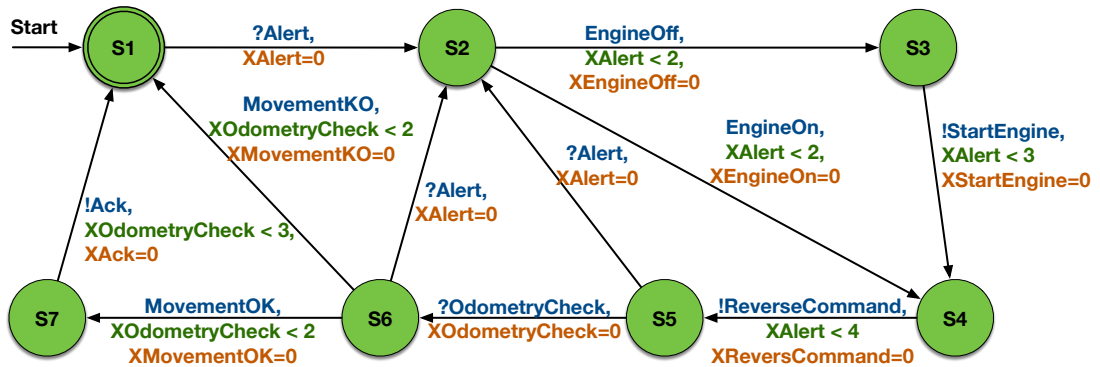 Start
S1
?Alert,
XAlert=0
S2
EngineOff,
XAlert < 2,
XEngineOff=0
S3
MovementKO,
XOdometryCheck < 2
XMovementKO=0
EngineOn,
XAlert < 2,
XEngineOn=0
!StartEngine,
XAlert < 3
XStartEngine=0
?Alert,
XAlert=0
?Alert,
XAlert=0
!Ack,
XOdometryCheck < 3,
XAck=0
S7
MovementOK,
XOdometryCheck < 2
XMovementOK=0
S6
?OdometryCheck,
XOdometryCheck=0
S5
!ReverseCommand,
XAlert < 4
XReversCommand=0
S4